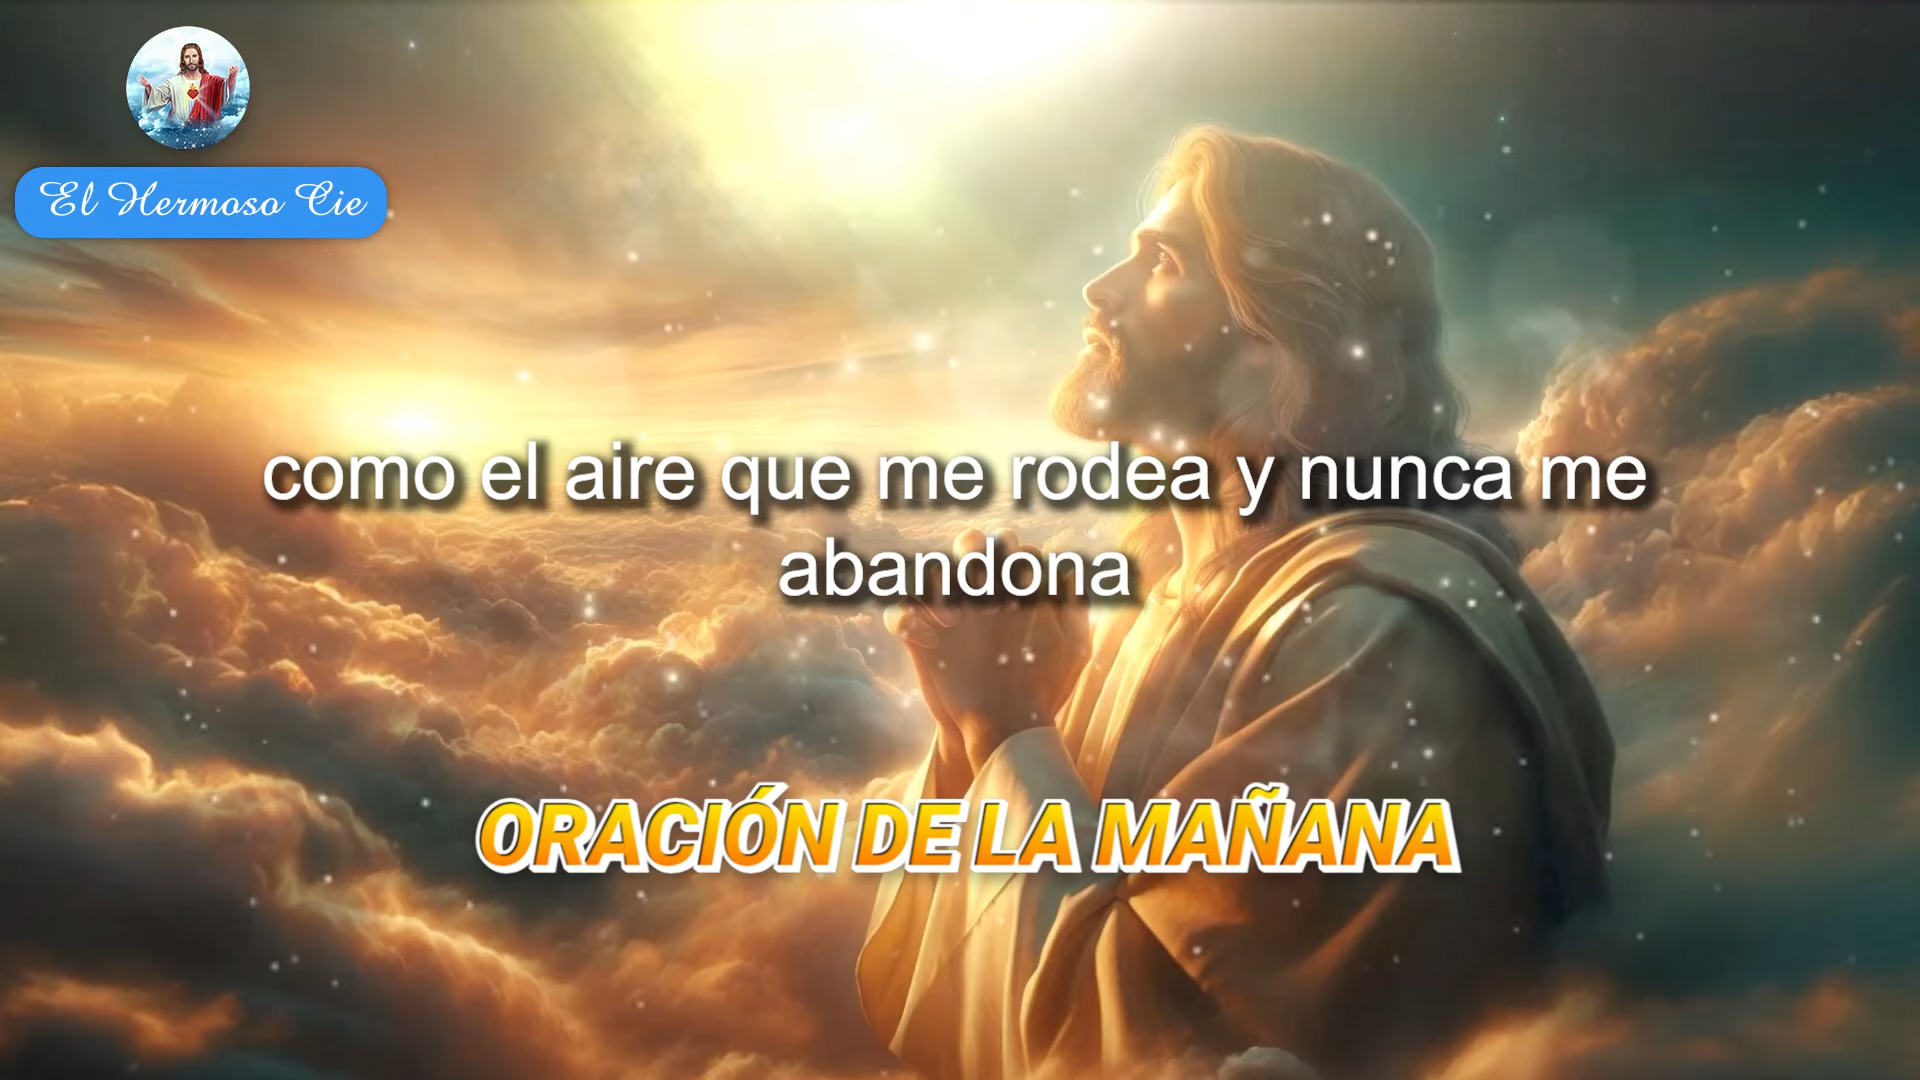 El Hermoso Cie
como el aire que me rodea y nunca me
abandona
ORACIÓN DE LA MAÑANA